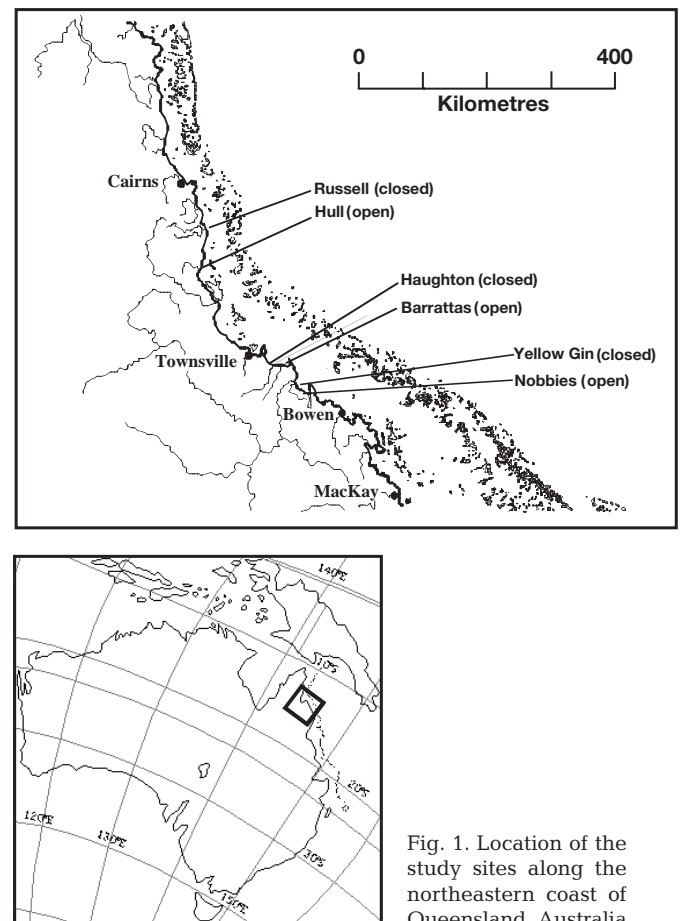 0 400
Kilometres
Cairns
Russell (closed)
Hull (open)
Haughton (closed)
Barrattas (open)
Townsville
Yellow Gin (closed)
Nobbies (open)
Bowen
MacKay
140°E
10°S
20°S
120°E
130°E
30°S
150°E
Fig. 1. Location of the
study sites along the
northeastern coast of
Queensland, Australia